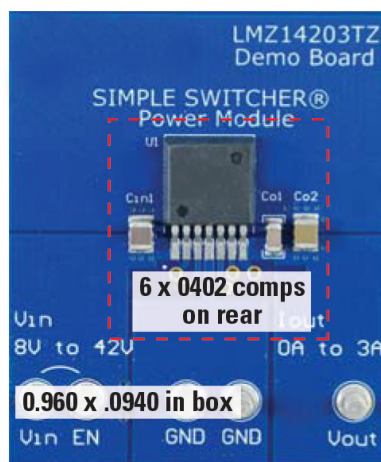 LMZ14203TZ
Demo Board
SIMPLE SWITCHER®
Power Module
U1
Cin1
Co1 Co2
6 x 0402 comps
on rear
Vin
Iout
8V to 42V
0A to 3A
0.960 x .0940 in box
Vin EN GND GND Vout